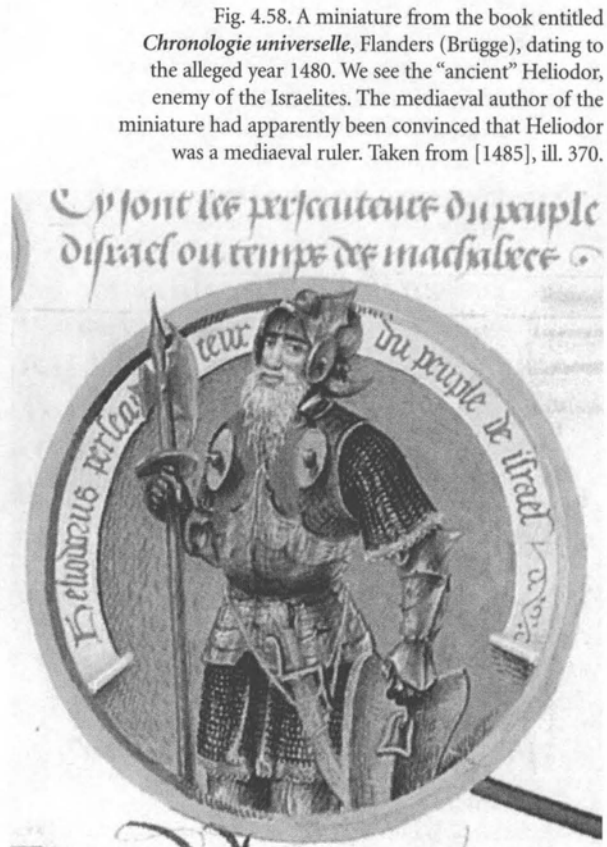 Fig. 4.58. A miniature from the book entitled
Chronologie universelle, Flanders (Brügge), dating to
the alleged year 1480. We see the “ancient” Heliodor,
enemy of the Israelites. The mediaeval author of the
miniature had apparently been convinced that Heliodor
was a mediaeval ruler. Taken from [1485], ill. 370.
Cy sont les persecuteurs du peuple
disrael ou temps des machabees
Heliodorus persecuteur du peuple de israel